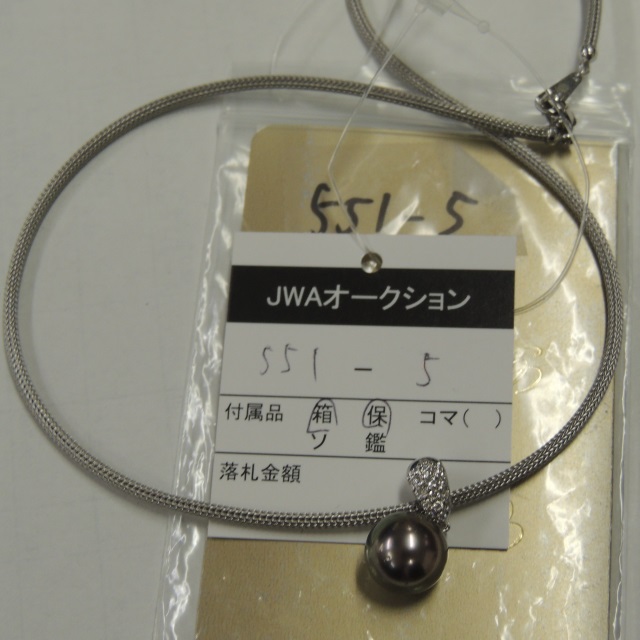 551-5
JWAオークション
551 - 5
付属品 箱 保 コマ( )
ソ 鑑
落札金額